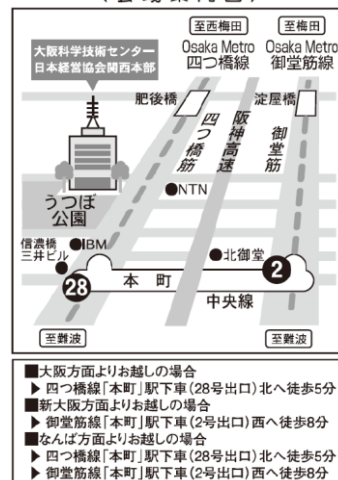 至西梅田
至梅田
大阪科学技術センター
日本経営協会関西本部
Osaka Metro
四つ橋線
Osaka Metro
御堂筋線
肥後橋
淀屋橋
四つ橋筋
阪神高速
御堂筋
●NTN
うつぼ
公園
信濃橋
三井ビル
●IBM
●北御堂
28
本町
2
中央線
至難波
至難波
■大阪方面よりお越しの場合
▶ 四つ橋線「本町」駅下車(28号出口)北へ徒歩5分
■新大阪方面よりお越しの場合
▶ 御堂筋線「本町」駅下車(2号出口)西へ徒歩8分
■なんば方面よりお越しの場合
▶ 四つ橋線「本町」駅下車(28号出口)北へ徒歩5分
▶ 御堂筋線「本町」駅下車(2号出口)西へ徒歩8分